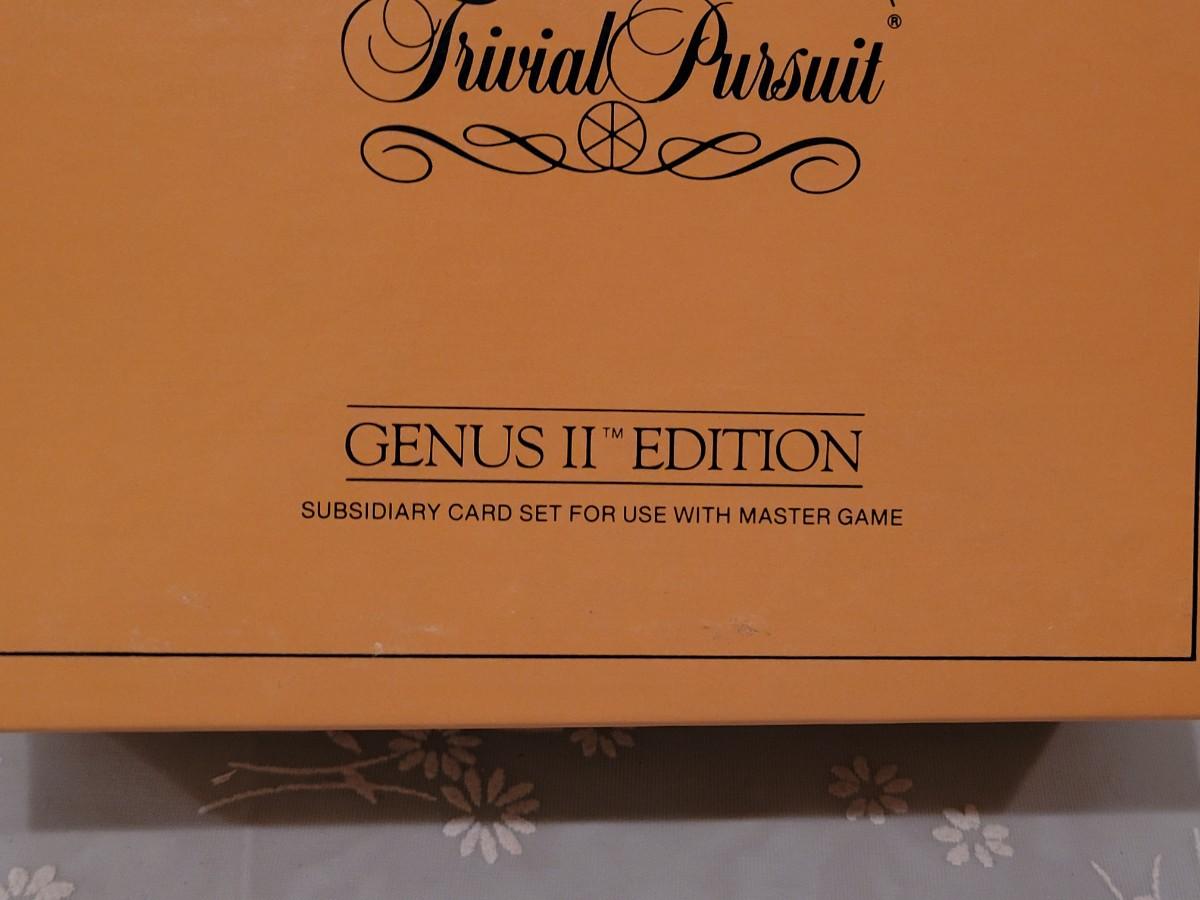 Trivial Pursuit®
GENUS II™ EDITION
SUBSIDIARY CARD SET FOR USE WITH MASTER GAME